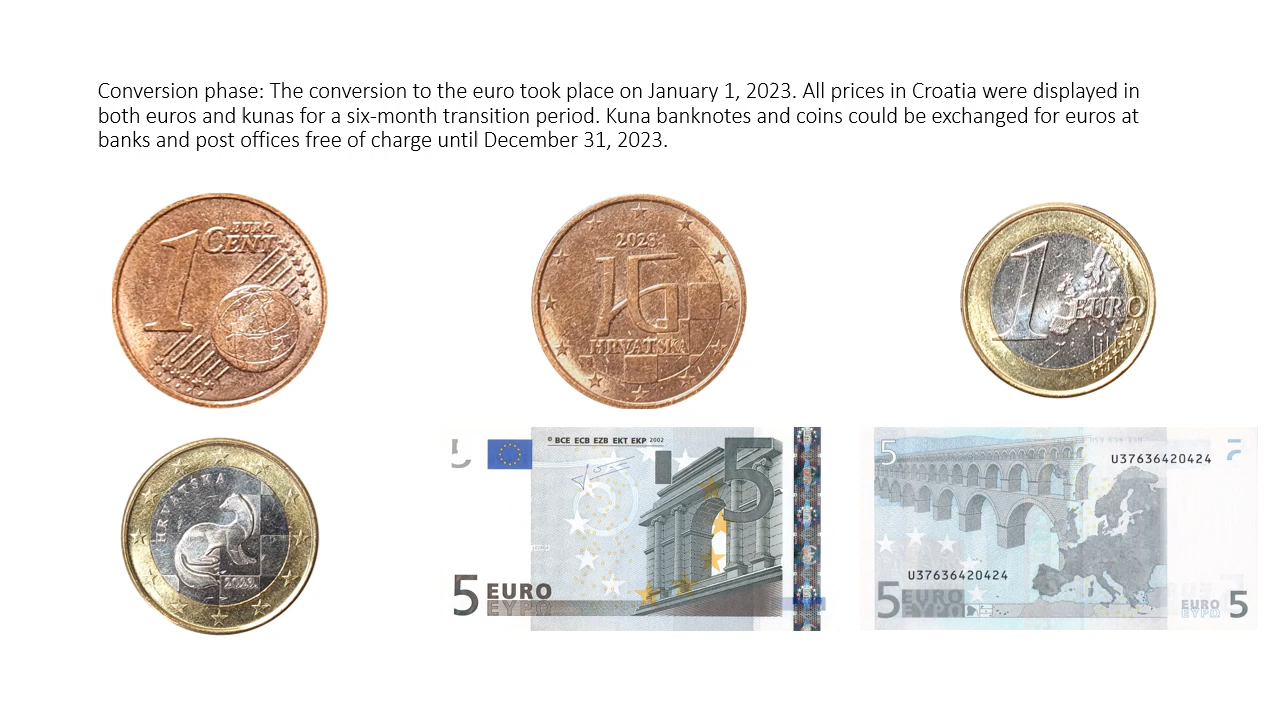 Conversion phase: The conversion to the euro took place on January 1, 2023. All prices in Croatia were displayed in
both euros and kunas for a six-month transition period. Kuna banknotes and coins could be exchanged for euros at
banks and post offices free of charge until December 31, 2023.
1 EURO
CENT
2023
HRVATSKA
1 EURO
HRVATSKA
2023
5
© BCE ECB EZB EKT EKP 2002
5
5 EURO
ΕΥΡΩ
5
U37636420424
U37636420424
5 EURO
ΕΥΡΩ
EURO 5
ΕΥΡΩ